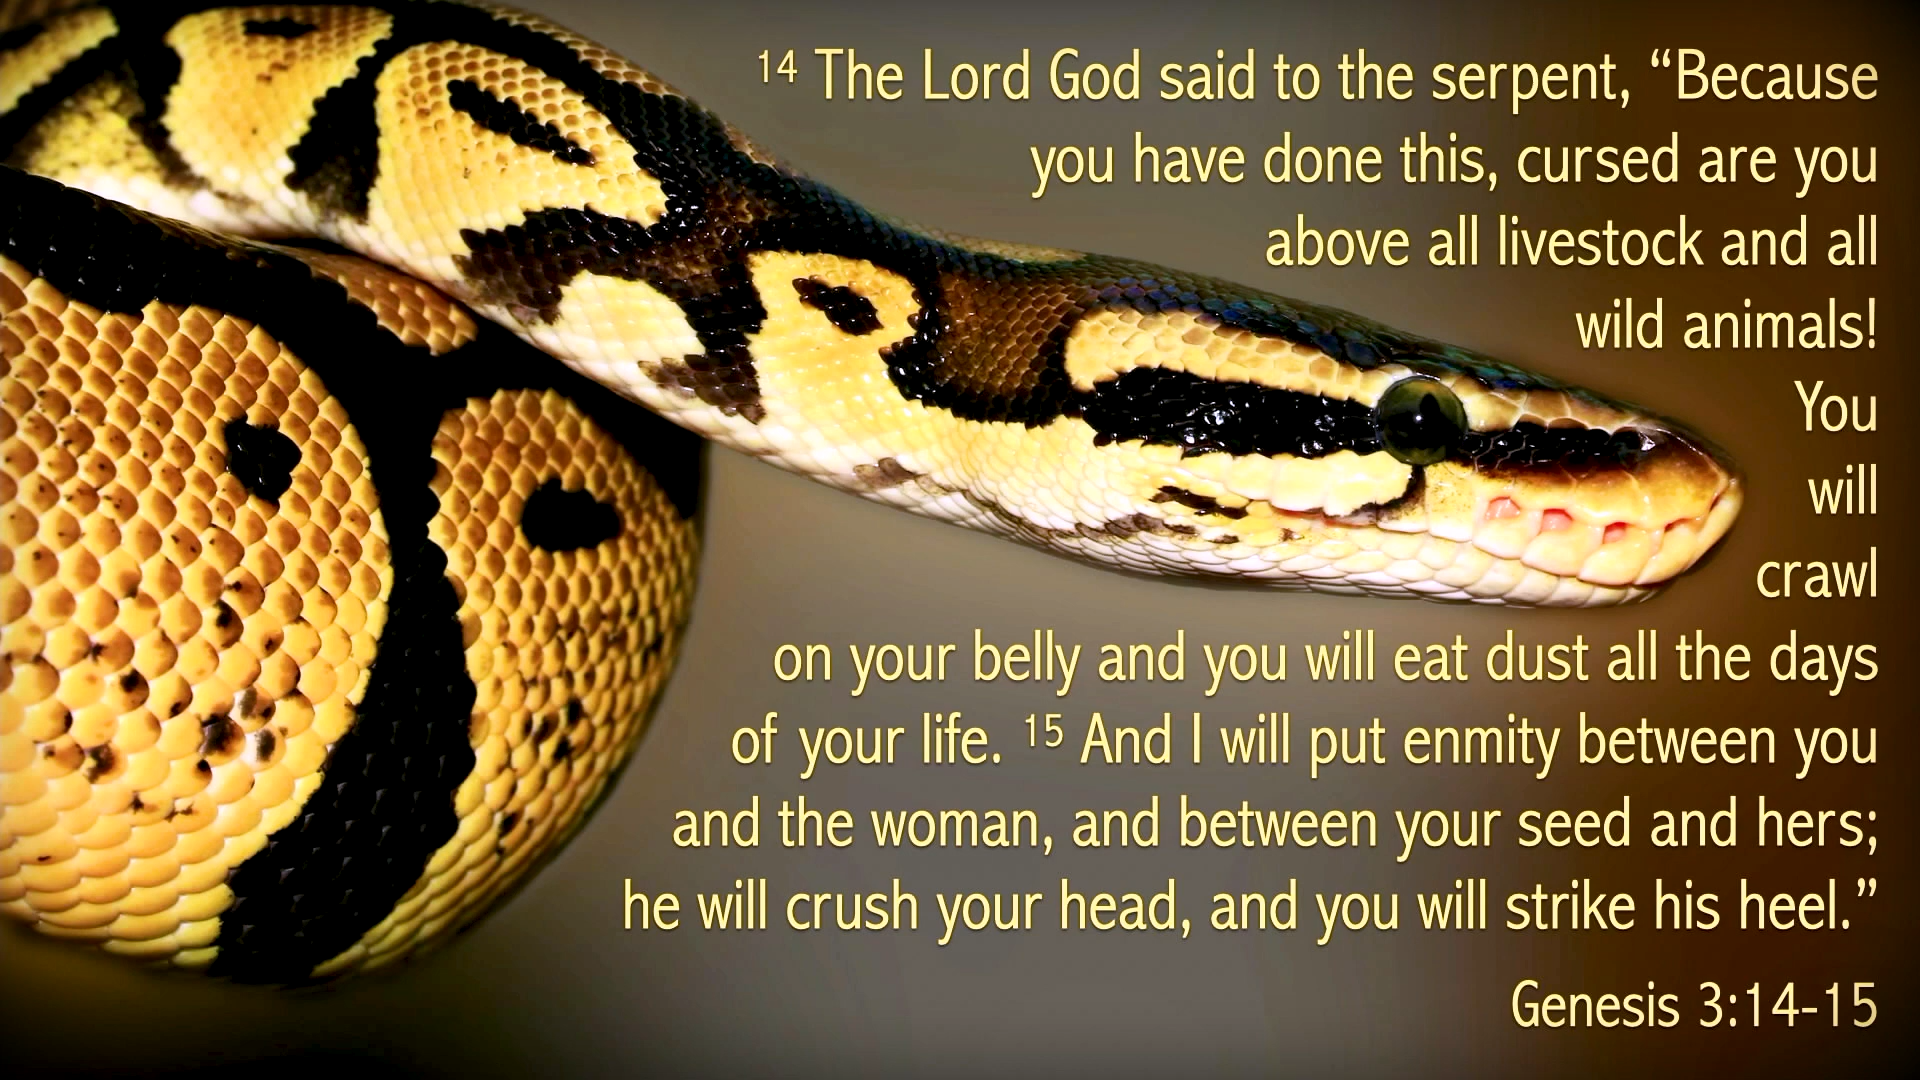 ¹⁴ The Lord God said to the serpent, “Because
you have done this, cursed are you
above all livestock and all
wild animals!
You
will
crawl
on your belly and you will eat dust all the days
of your life. ¹⁵ And I will put enmity between you
and the woman, and between your seed and hers;
he will crush your head, and you will strike his heel.”
Genesis 3:14-15